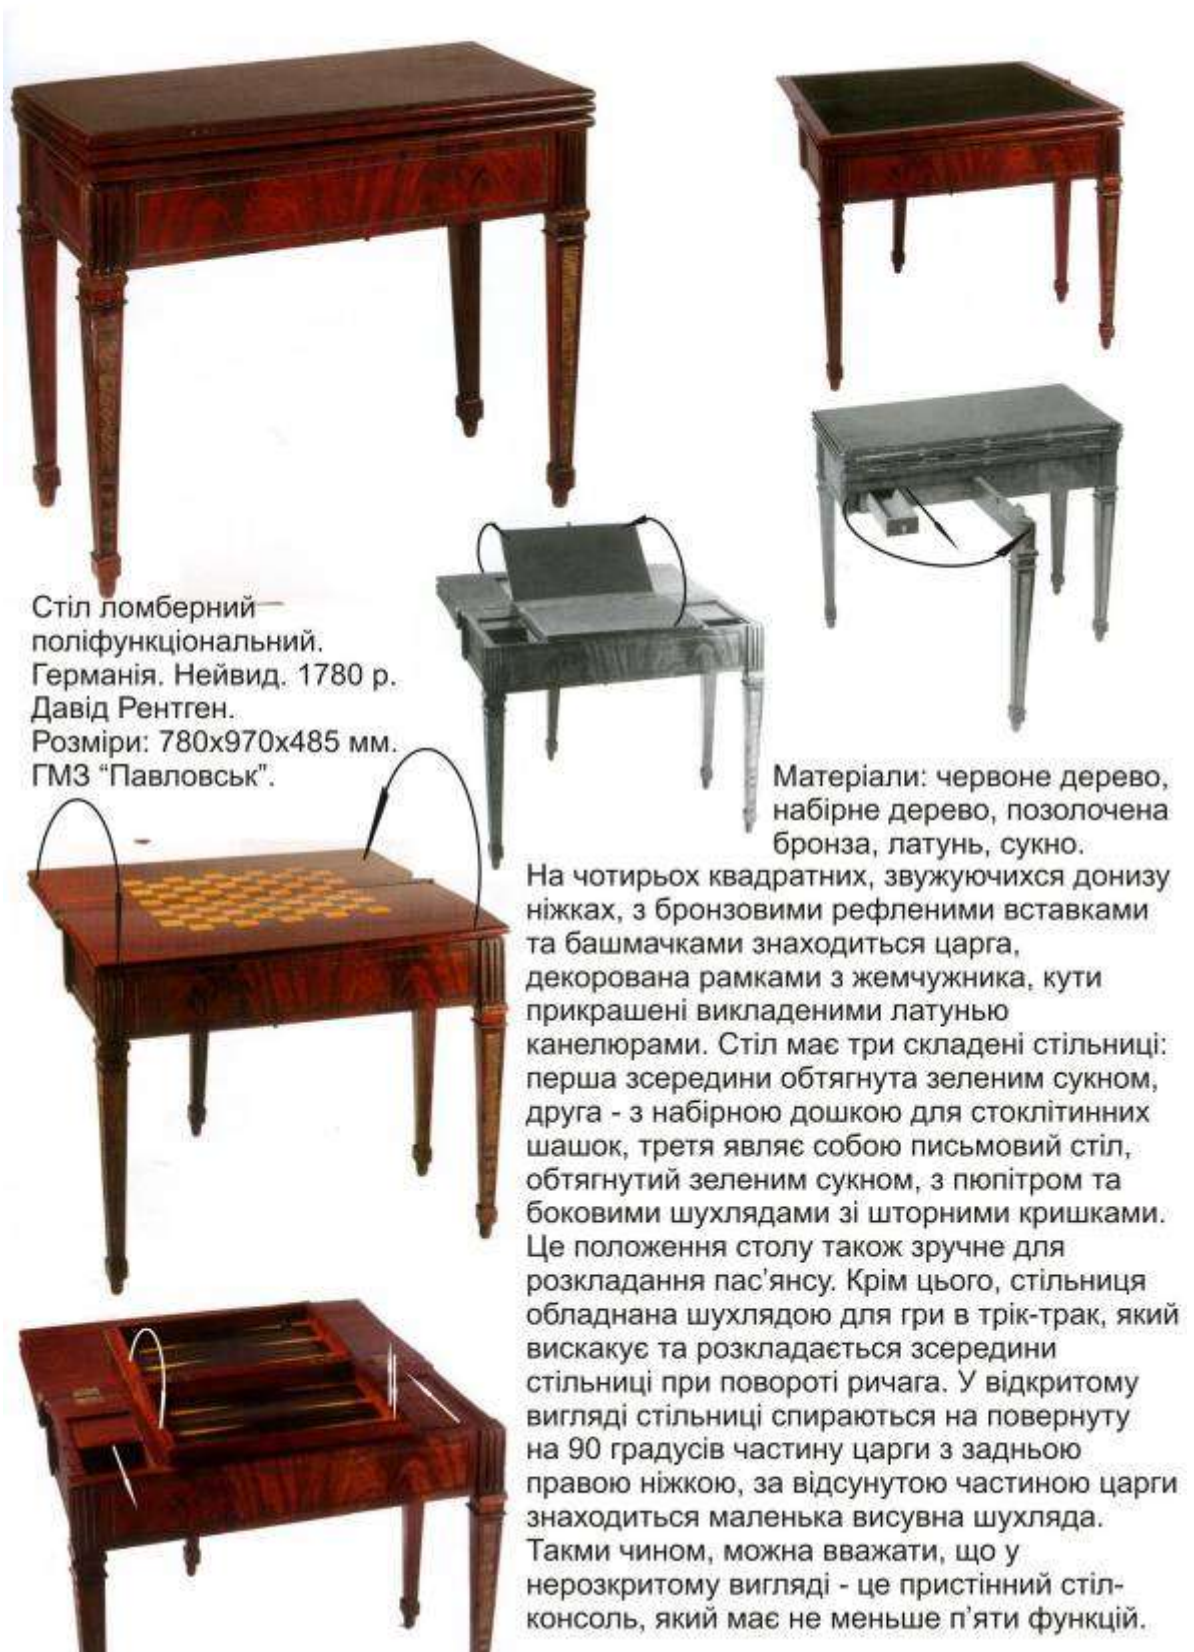 Стіл ломберний
поліфункціональний.
Германія. Нейвид. 1780 р.
Давід Рентген.
Розміри: 780х970х485 мм.
ГМЗ “Павловськ”.
Матеріали: червоне дерево,
набірне дерево, позолочена
бронза, латунь, сукно.
На чотирьох квадратних, звужуючихся донизу
ніжках, з бронзовими рефленими вставками
та башмачками знаходиться царга,
декорована рамками з жемчужника, кути
прикрашені викладеними латунью
канелюрами. Стіл має три складені стільниці:
перша зсередини обтягнута зеленим сукном,
друга - з набірною дошкою для стоклітинних
шашок, третя являє собою письмовий стіл,
обтягнутий зеленим сукном, з пюпітром та
боковими шухлядами зі шторними кришками.
Це положення столу також зручне для
розкладання пас’янсу. Крім цього, стільниця
обладнана шухлядою для гри в трік-трак, який
вискакує та розкладається зсередини
стільниці при повороті ричага. У відкритому
вигляді стільниці спираються на повернуту
на 90 градусів частину царги з задньою
правою ніжкою, за відсунутою частиною царги
знаходиться маленька висувна шухляда.
Такми чином, можна вважати, що у
нерозкритому вигляді - це пристінний стіл-
консоль, який має не меньше п’яти функцій.